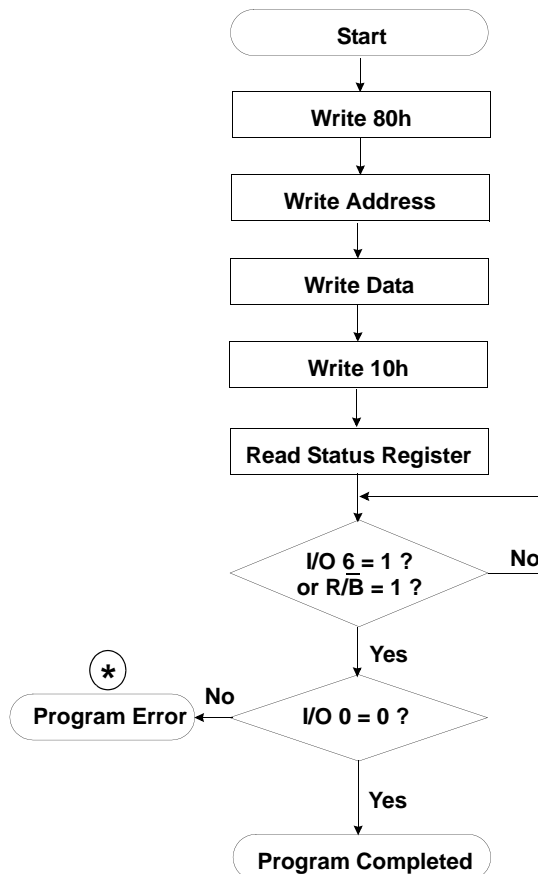 Start
Write 80h
Write Address
Write Data
Write 10h
Read Status Register
I/O 6 = 1 ?
or R/B̅ = 1 ?
No
Yes
*
No
Program Error
I/O 0 = 0 ?
Yes
Program Completed